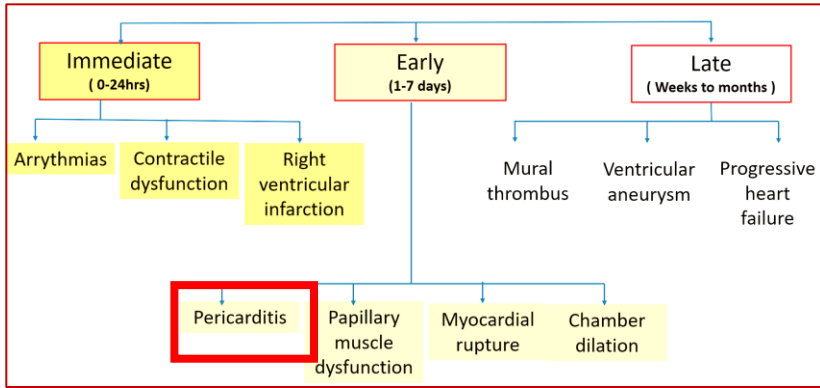 Immediate
( 0-24hrs)
Early
(1-7 days)
Late
( Weeks to months )
Arrythmias
Contractile
dysfunction
Right
ventricular
infarction
Mural
thrombus
Ventricular
aneurysm
Progressive
heart
failure
Pericarditis
Papillary
muscle
dysfunction
Myocardial
rupture
Chamber
dilation